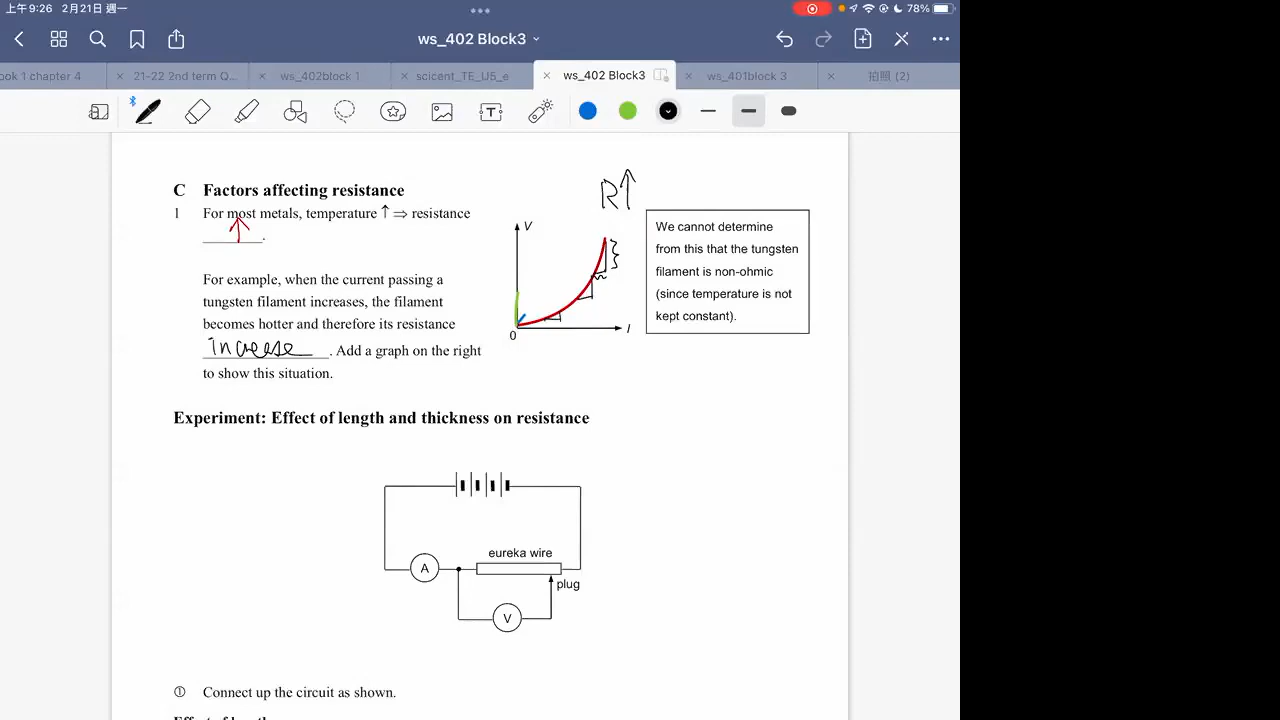 上午9:26 2月21日 週一
78%
ws_402 Block3
ook 1 chapter 4
21-22 2nd term Q...
ws_402block 1
scicent_TE_U5_e
ws_402 Block3
ws_401block 3
拍照 (2)
C Factors affecting resistance
R↑
1 For most metals, temperature ↑ ⇒ resistance
↑.
For example, when the current passing a
tungsten filament increases, the filament
becomes hotter and therefore its resistance
increase. Add a graph on the right
to show this situation.
V
I
0
We cannot determine
from this that the tungsten
filament is non-ohmic
(since temperature is not
kept constant).
Experiment: Effect of length and thickness on resistance
eureka wire
A
plug
V
① Connect up the circuit as shown.
Effect of length